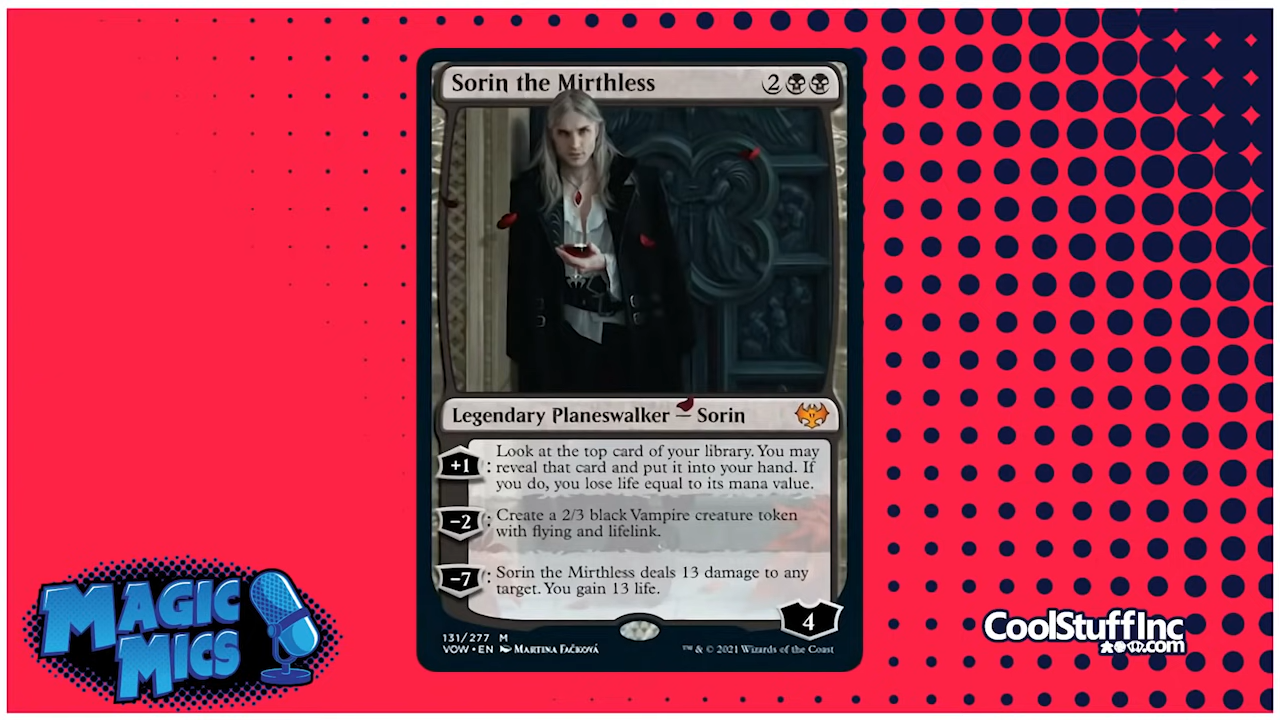 Sorin the Mirthless 2
Legendary Planeswalker — Sorin
+1: Look at the top card of your library. You may
reveal that card and put it into your hand. If
you do, you lose life equal to its mana value.
−2: Create a 2/3 black Vampire creature token
with flying and lifelink.
−7: Sorin the Mirthless deals 13 damage to any
target. You gain 13 life.
4
131/277 M
VOW • EN Martina Fačková
™ & © 2021 Wizards of the Coast
MAGIC
MICS
CoolStuffInc
.com